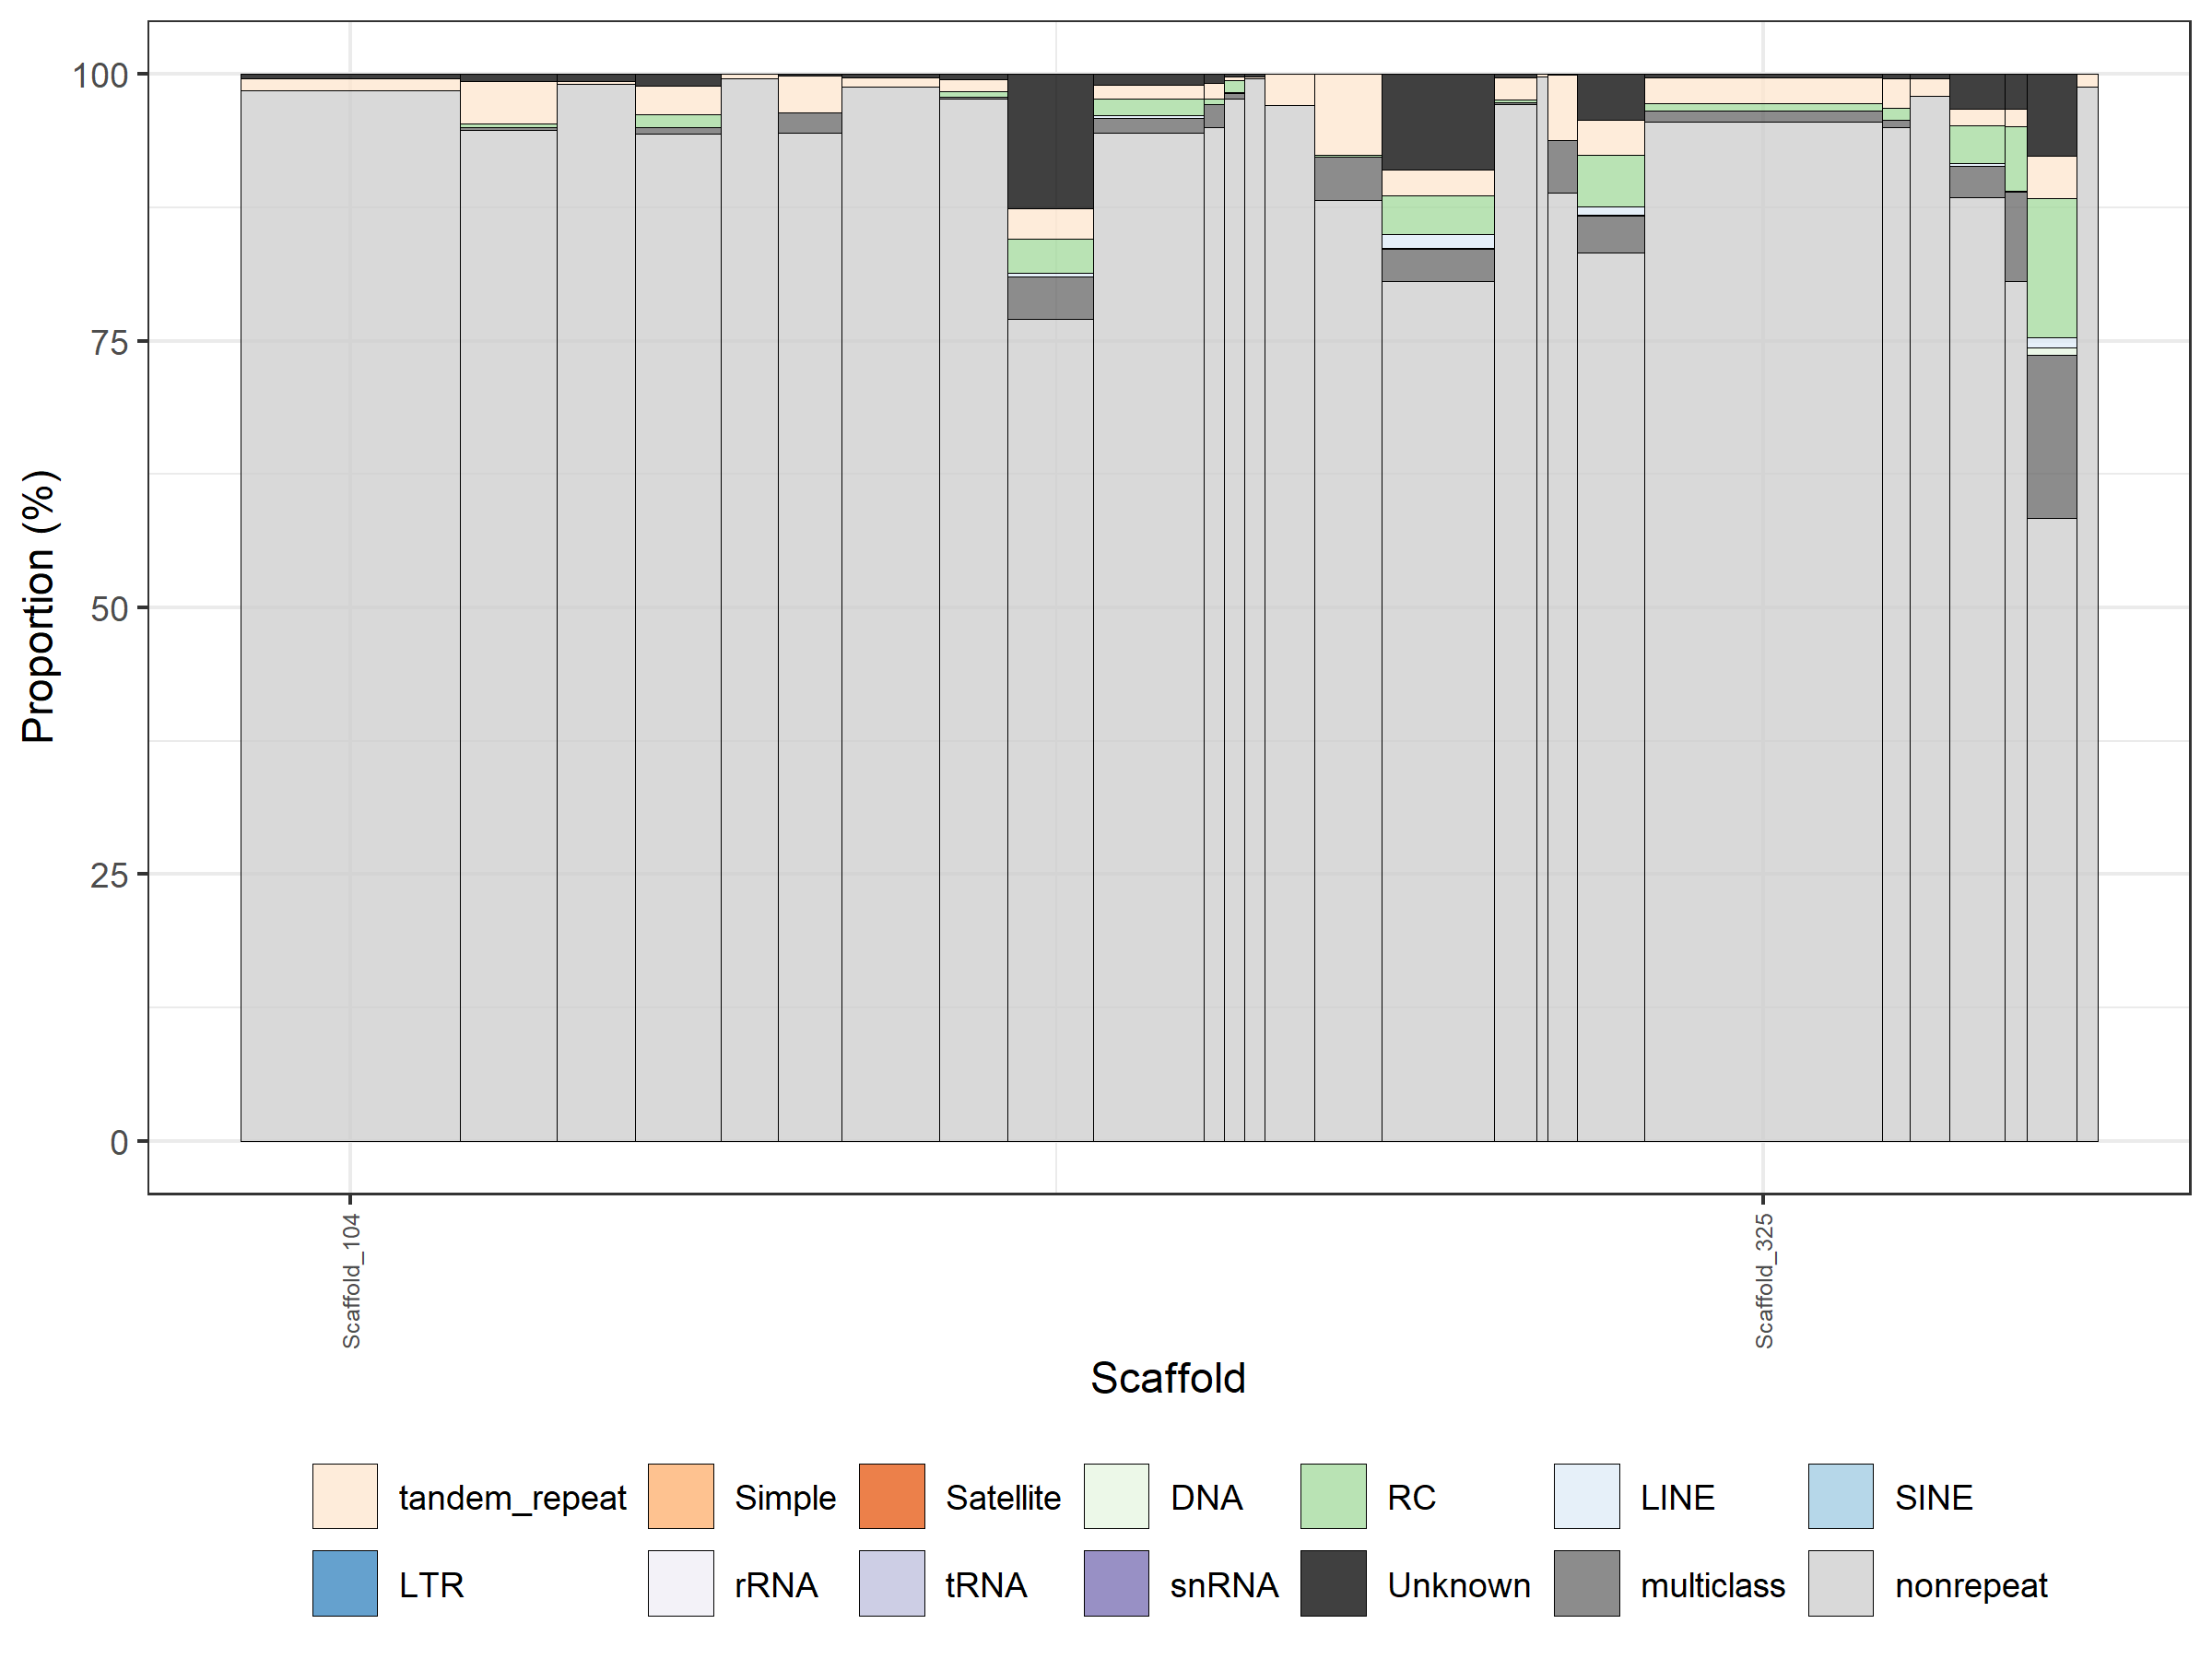 Proportion (%)
100
75
50
25
0
Scaffold_104
Scaffold_325
Scaffold
tandem_repeat Simple Satellite DNA RC LINE SINE
LTR rRNA tRNA snRNA Unknown multiclass nonrepeat